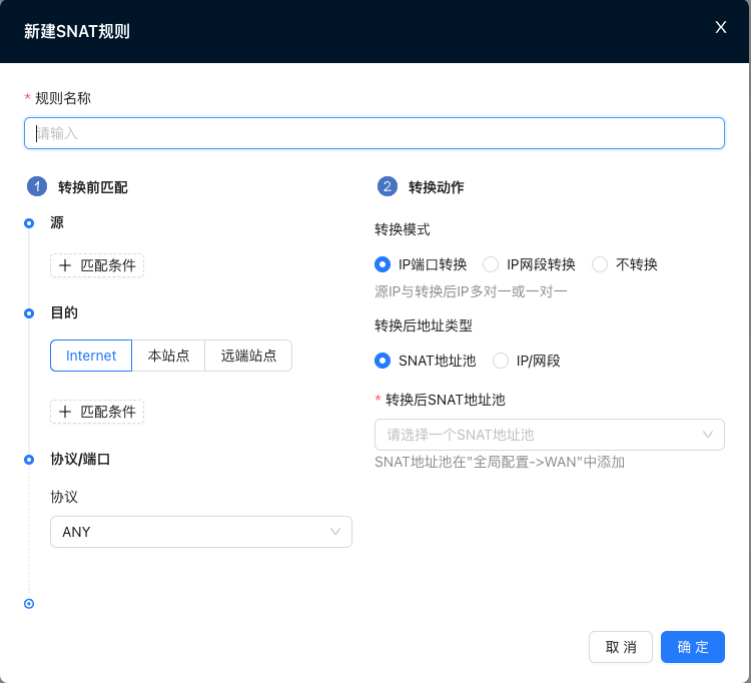 新建SNAT规则
X
* 规则名称
请输入
1 转换前匹配
源
+ 匹配条件
目的
Internet 本站点 远端站点
+ 匹配条件
协议/端口
协议
ANY
2 转换动作
转换模式
IP端口转换 IP网段转换 不转换
源IP与转换后IP多对一或一对一
转换后地址类型
SNAT地址池 IP/网段
* 转换后SNAT地址池
请选择一个SNAT地址池
SNAT地址池在"全局配置->WAN"中添加
取 消 确 定